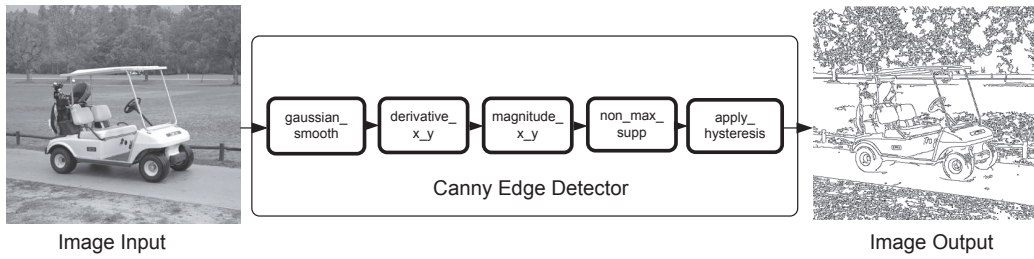 gaussian_
smooth
derivative_
x_y
magnitude_
x_y
non_max_
supp
apply_
hysteresis
Canny Edge Detector
Image Input
Image Output